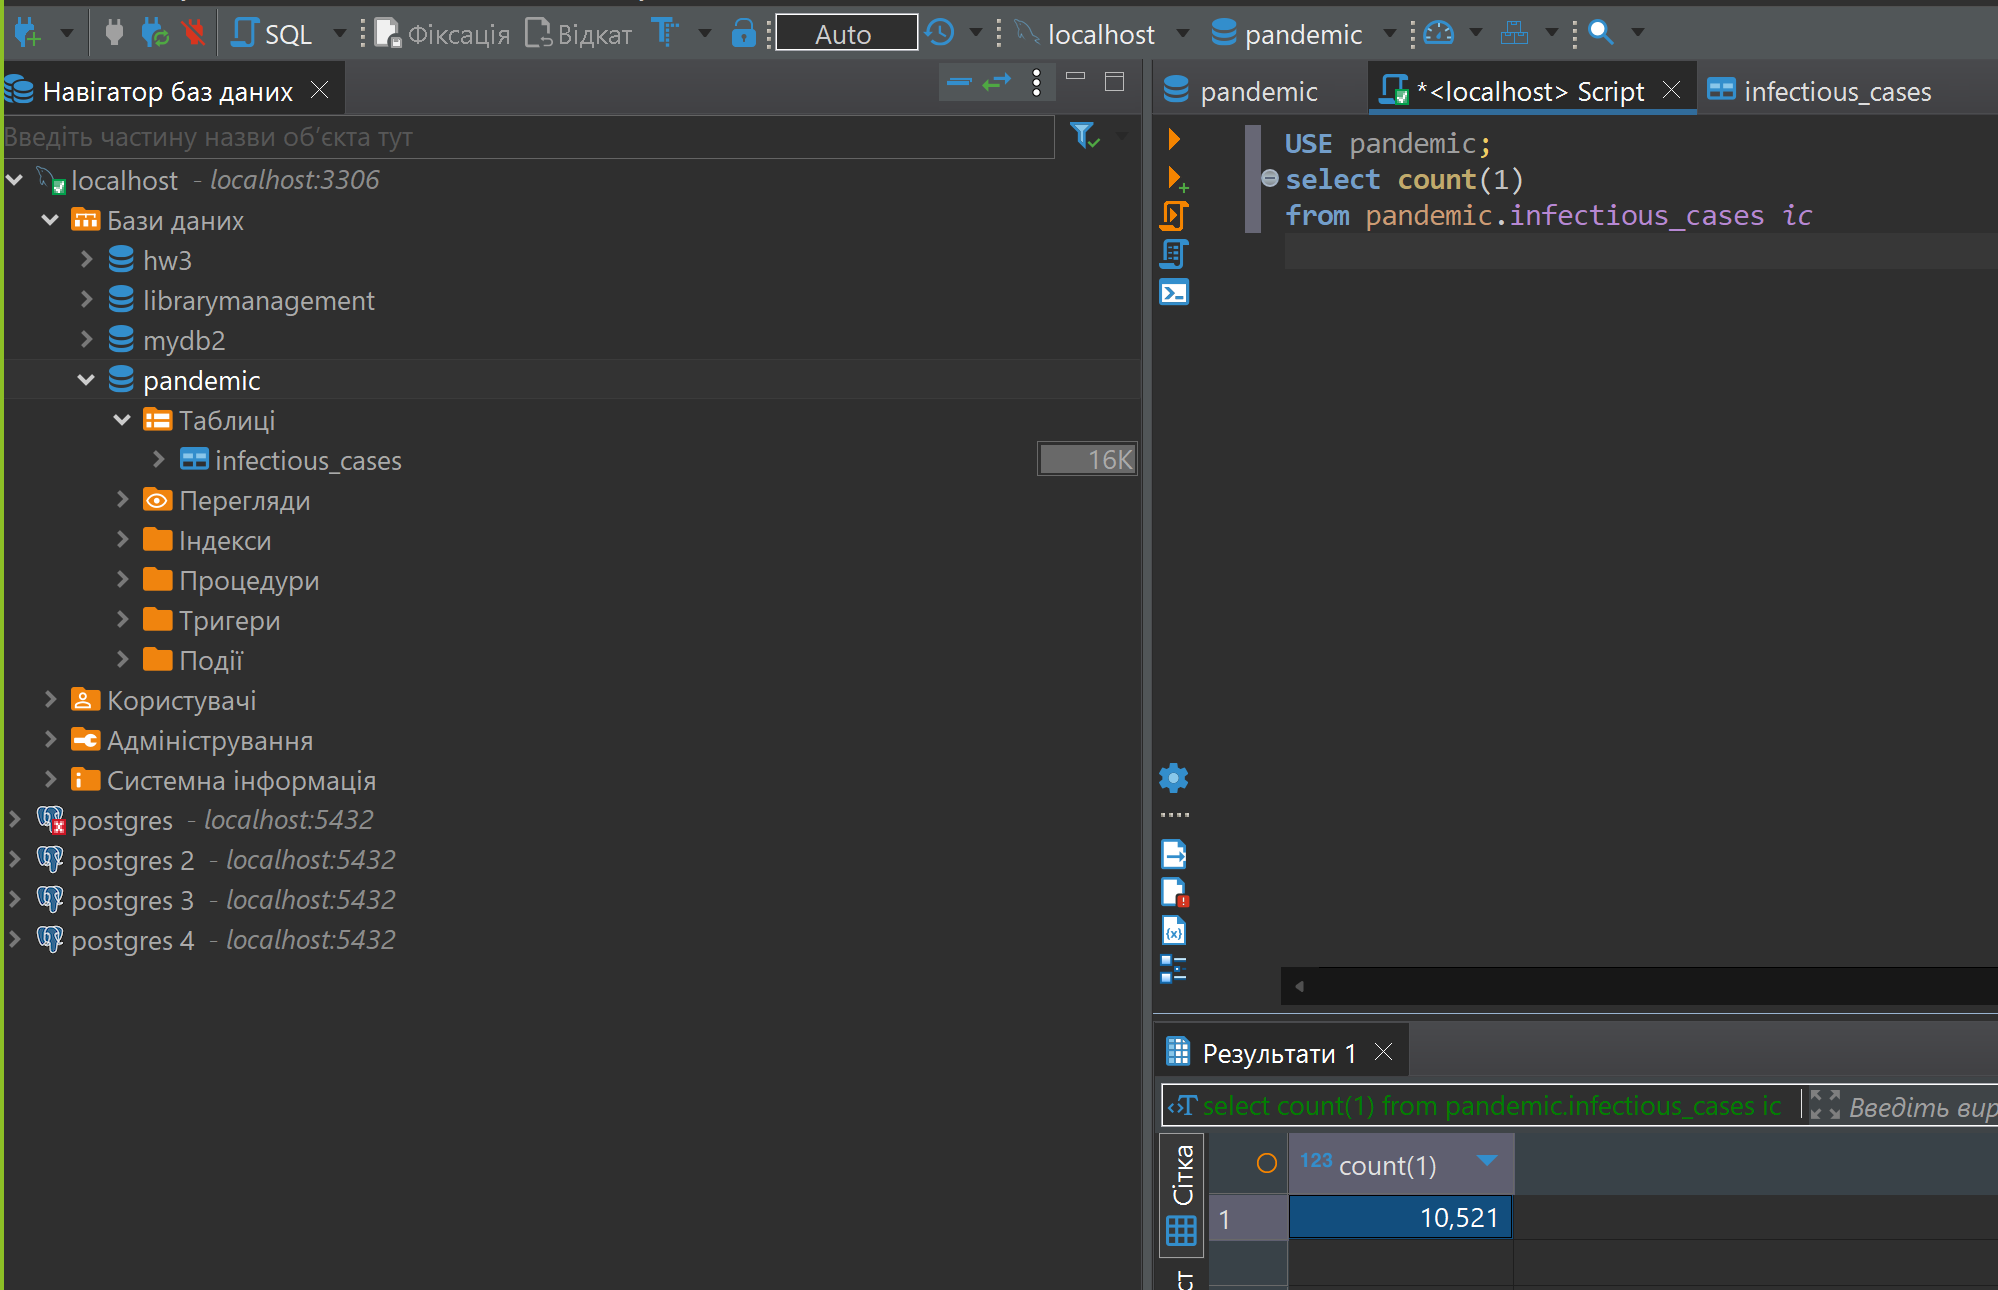 SQL Фіксація Відкат T Auto localhost pandemic
Навігатор баз даних
Введіть частину назви об'єкта тут
localhost - localhost:3306
Бази даних
hw3
librarymanagement
mydb2
pandemic
Таблиці
infectious_cases 16K
Перегляди
Індекси
Процедури
Тригери
Події
Користувачі
Адміністрування
Системна інформація
postgres - localhost:5432
postgres 2 - localhost:5432
postgres 3 - localhost:5432
postgres 4 - localhost:5432
pandemic *<localhost> Script infectious_cases
USE pandemic;
select count(1)
from pandemic.infectious_cases ic
Результати 1
select count(1) from pandemic.infectious_cases ic
Сітка
123 count(1)
1 10,521